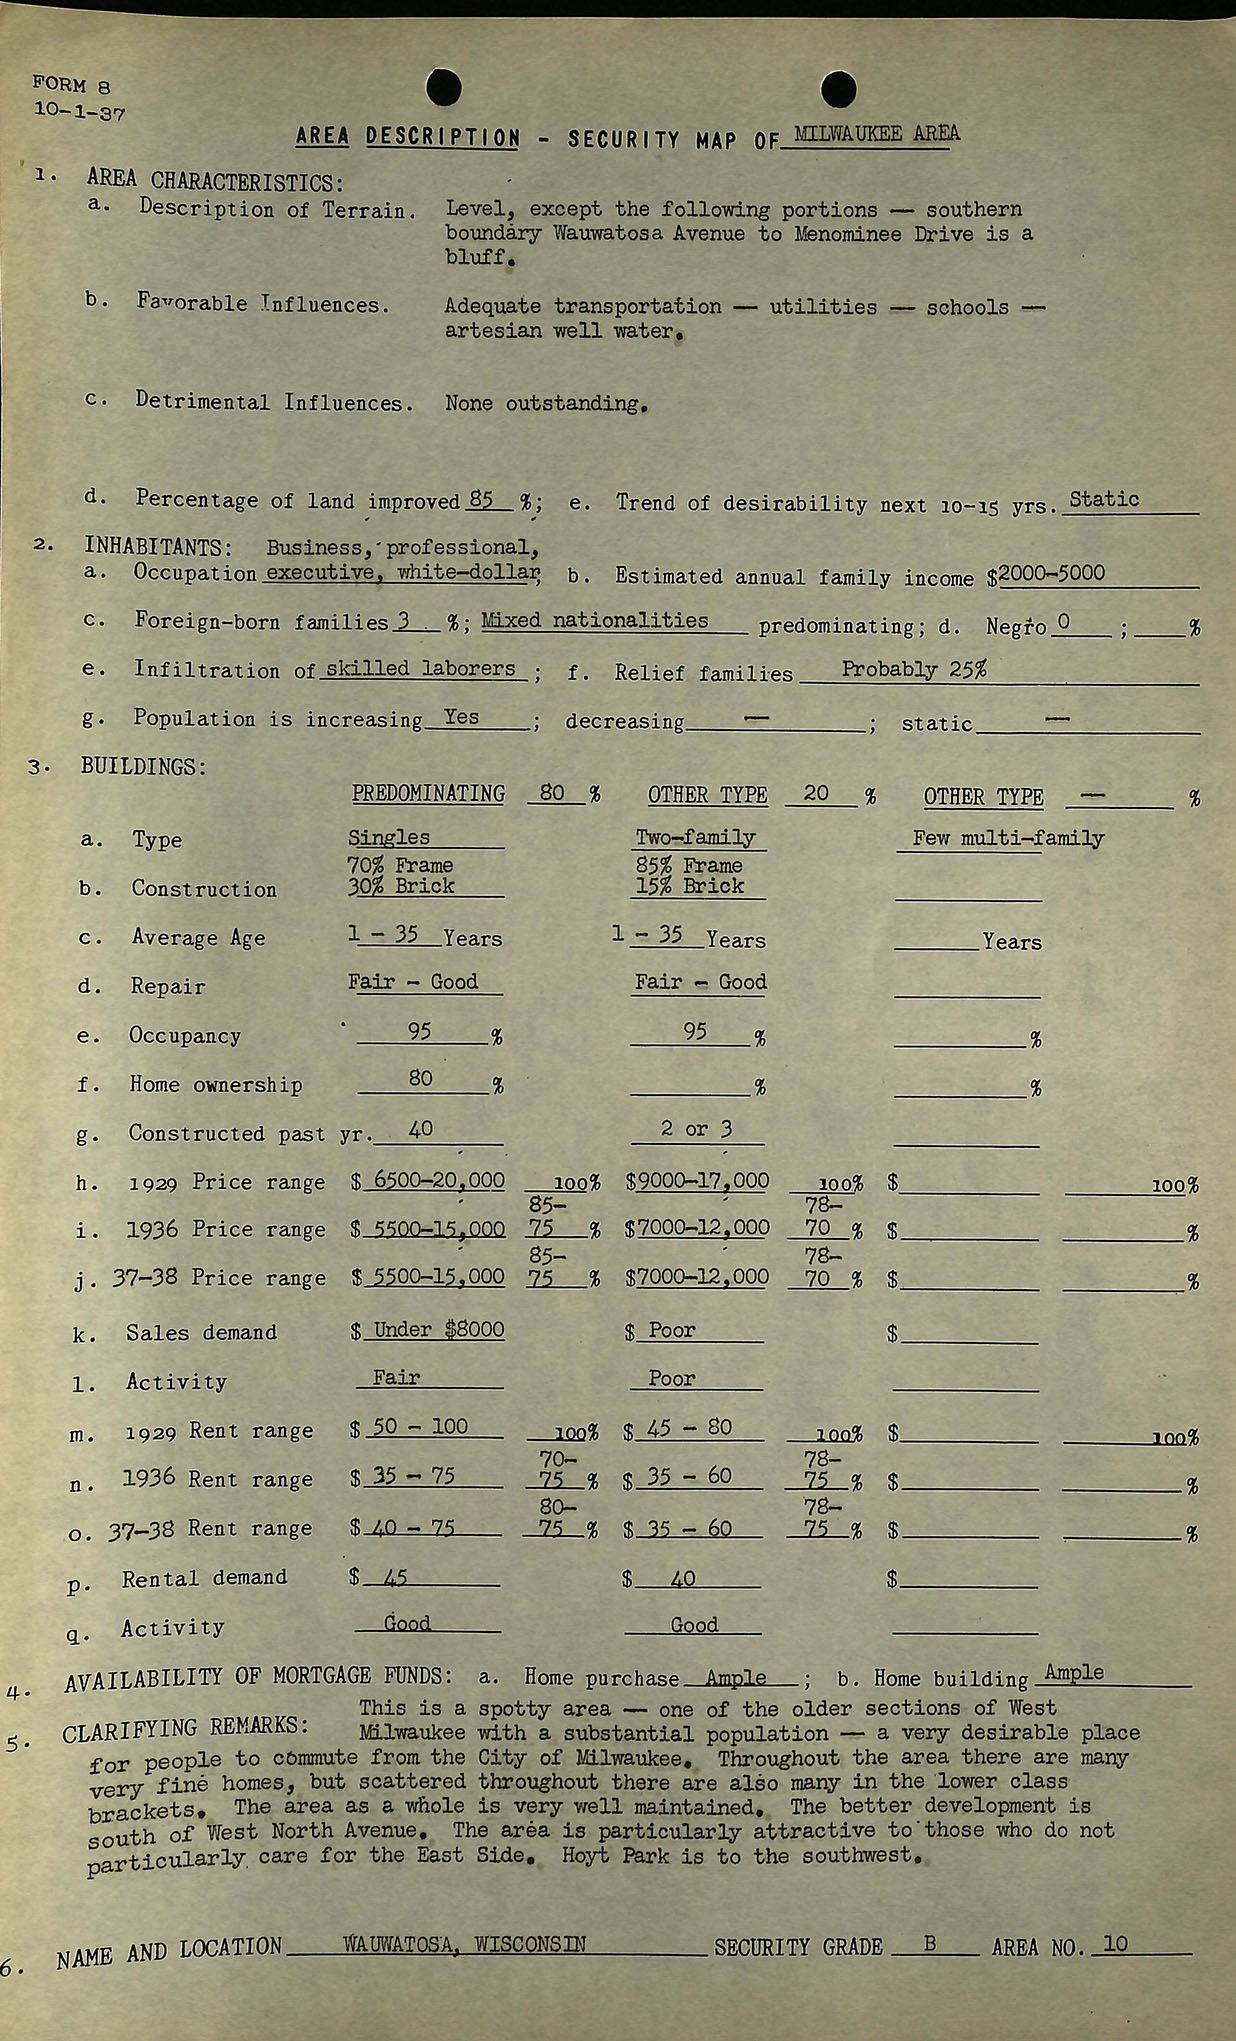 FORM 8
10-1-37
AREA DESCRIPTION - SECURITY MAP OF MILWAUKEE AREA
1. AREA CHARACTERISTICS:
a. Description of Terrain. Level, except the following portions — southern
boundary Wauwatosa Avenue to Menominee Drive is a
bluff.
b. Favorable Influences. Adequate transportation — utilities — schools —
artesian well water.
c. Detrimental Influences. None outstanding.
d. Percentage of land improved 85 %; e. Trend of desirability next 10-15 yrs. Static
2. INHABITANTS: Business, professional,
a. Occupation executive, white-dollar; b. Estimated annual family income $2000-5000
c. Foreign-born families 3 %; Mixed nationalities predominating; d. Negro 0 ; %
e. Infiltration of skilled laborers ; f. Relief families Probably 25%
g. Population is increasing Yes ; decreasing — ; static —
3. BUILDINGS:
PREDOMINATING 80 % OTHER TYPE 20 % OTHER TYPE — %
a. Type Singles Two-family Few multi-family
70% Frame 85% Frame
b. Construction 30% Brick 15% Brick
c. Average Age 1 - 35 Years 1 - 35 Years Years
d. Repair Fair - Good Fair - Good
e. Occupancy 95 % 95 % %
f. Home ownership 80 % % %
g. Constructed past yr. 40 2 or 3
h. 1929 Price range $ 6500-20,000 100% $9000-17,000 100% $ 100%
85- 78-
i. 1936 Price range $ 5500-15,000 75 % $7000-12,000 70 % $ %
85- 78-
j. 37-38 Price range $ 5500-15,000 75 % $7000-12,000 70 % $ %
k. Sales demand $ Under $8000 $ Poor $
l. Activity Fair Poor
m. 1929 Rent range $ 50 - 100 100% $ 45 - 80 100% $ 100%
70- 78-
n. 1936 Rent range $ 35 - 75 75 % $ 35 - 60 75 % $ %
80- 78-
o. 37-38 Rent range $ 40 - 75 75 % $ 35 - 60 75 % $ %
p. Rental demand $ 45 $ 40 $
q. Activity Good Good
4. AVAILABILITY OF MORTGAGE FUNDS: a. Home purchase Ample ; b. Home building Ample
This is a spotty area — one of the older sections of West
5. CLARIFYING REMARKS: Milwaukee with a substantial population — a very desirable place
for people to commute from the City of Milwaukee. Throughout the area there are many
very fine homes, but scattered throughout there are also many in the lower class
brackets. The area as a whole is very well maintained. The better development is
south of West North Avenue. The area is particularly attractive to those who do not
particularly care for the East Side. Hoyt Park is to the southwest.
6. NAME AND LOCATION WAUWATOSA, WISCONSIN SECURITY GRADE B AREA NO. 10